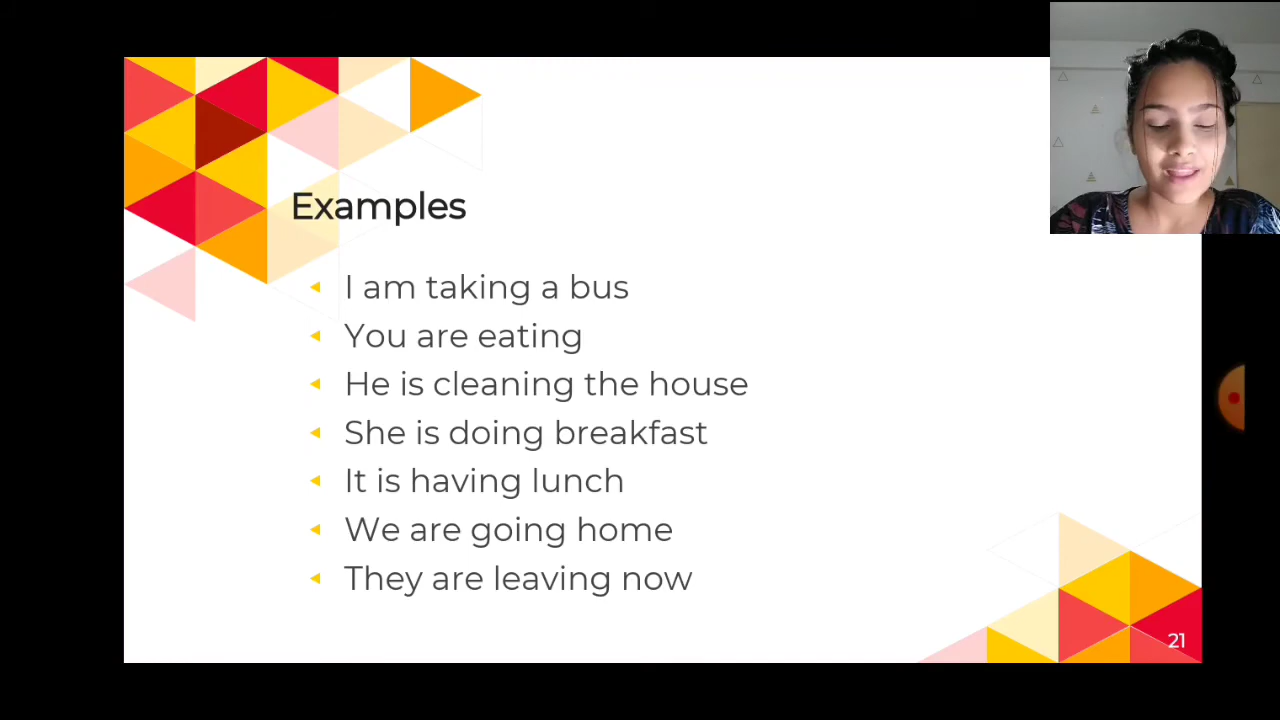 Examples
I am taking a bus
You are eating
He is cleaning the house
She is doing breakfast
It is having lunch
We are going home
They are leaving now
21